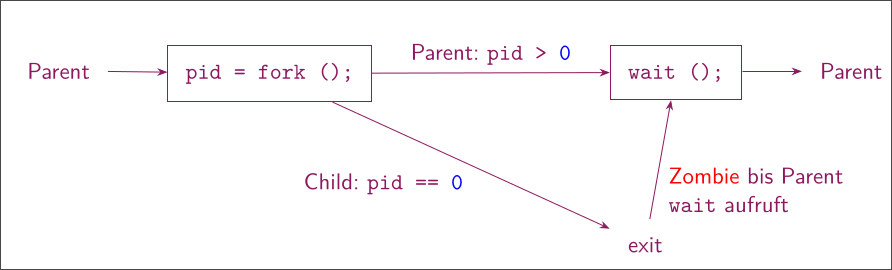 Parent
pid = fork ();
Parent: pid > 0
wait ();
Parent
Child: pid == 0
Zombie bis Parent
wait aufruft
exit